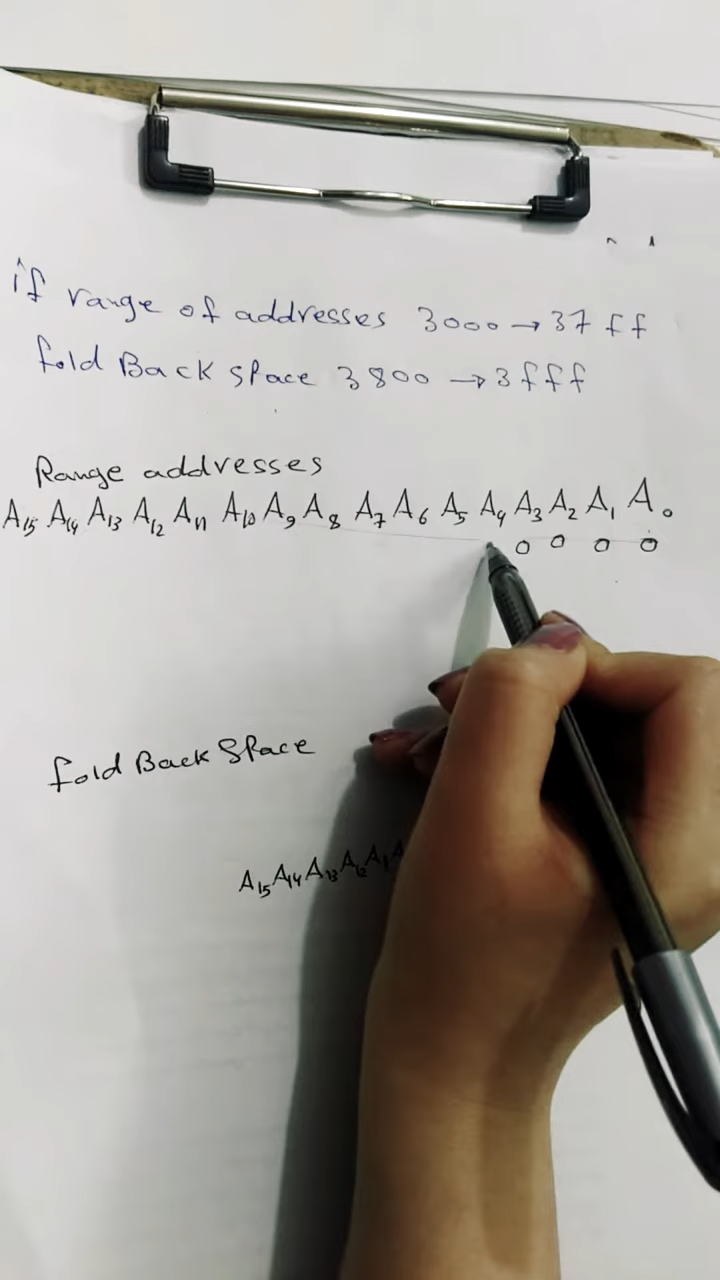 if range of addresses 3000 → 37ff
fold Back space 3800 → 3fff
Range addresses
A15 A14 A13 A12 A11 A10 A9 A8 A7 A6 A5 A4 A3 A2 A1 A0
0 0 0 0
fold Back Space
A15 A14 A13 A12 A11